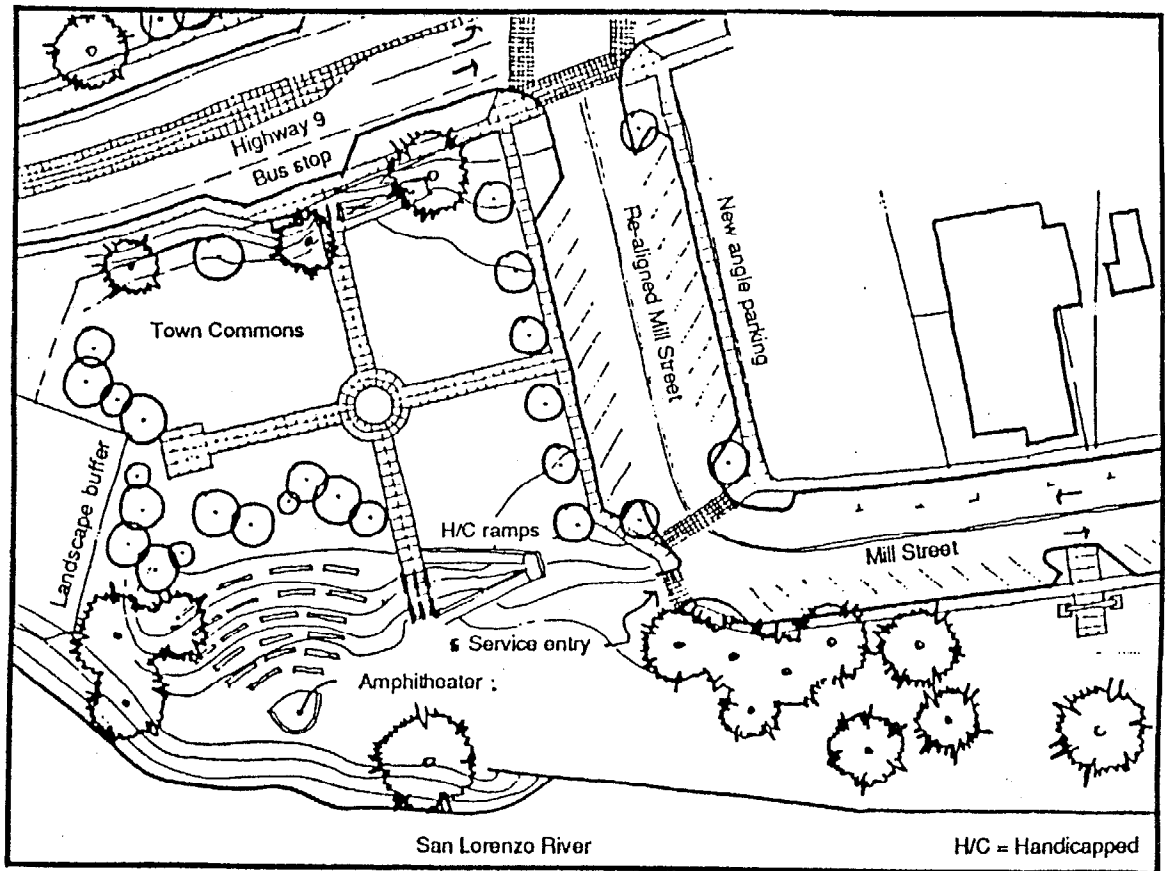 Highway 9
Bus stop
Town Commons
Re-aligned Mill Street
New angle parking
Landscape buffer
H/C ramps
Mill Street
Service entry
Amphitheater
San Lorenzo River
H/C = Handicapped